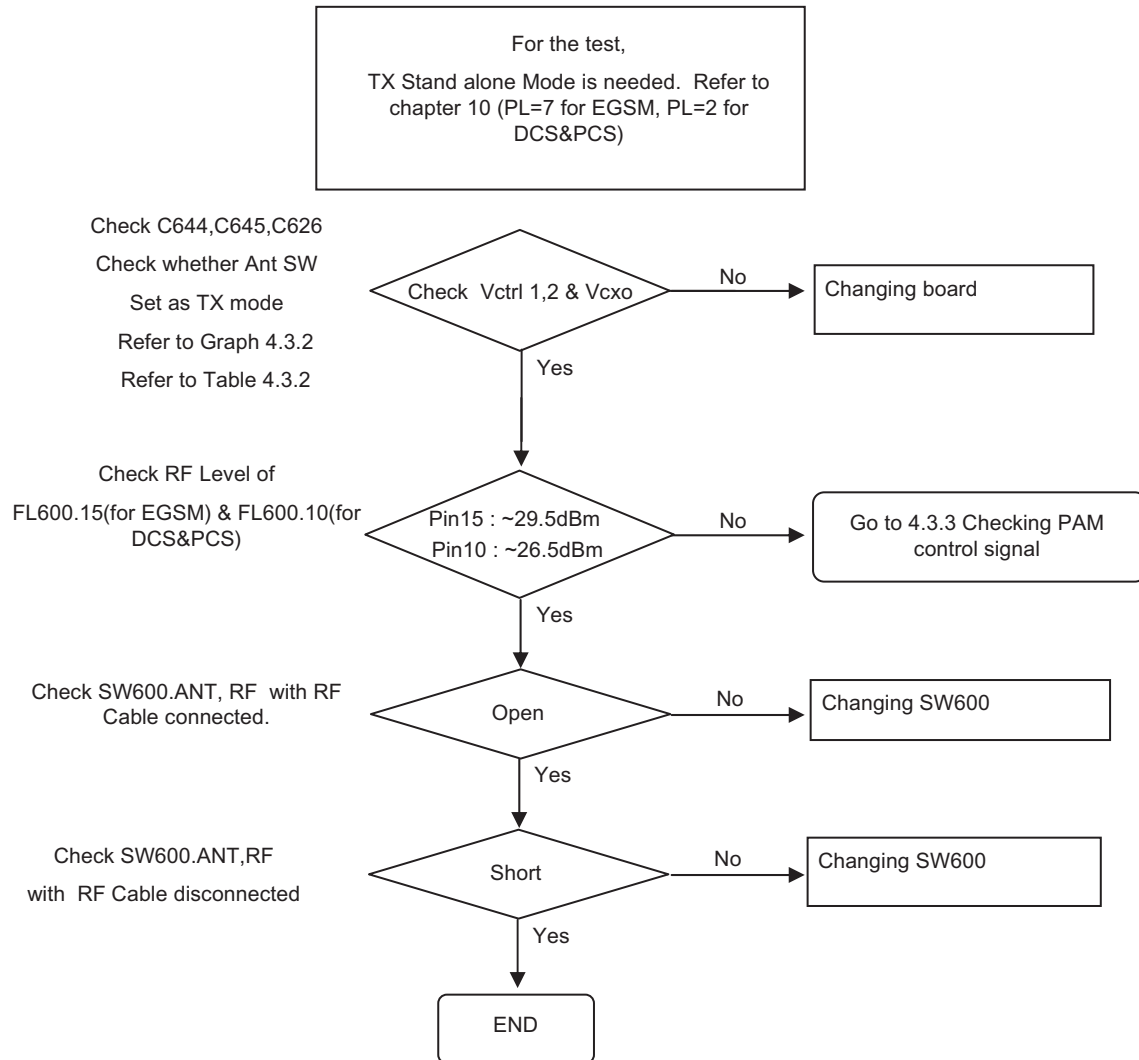 For the test,
TX Stand alone Mode is needed. Refer to
chapter 10 (PL=7 for EGSM, PL=2 for
DCS&PCS)
Check C644,C645,C626
Check whether Ant SW
Set as TX mode
Refer to Graph 4.3.2
Refer to Table 4.3.2
Check Vctrl 1,2 & Vcxo
No
Changing board
Yes
Check RF Level of
FL600.15(for EGSM) & FL600.10(for
DCS&PCS)
Pin15 : ~29.5dBm
Pin10 : ~26.5dBm
No
Go to 4.3.3 Checking PAM
control signal
Yes
Check SW600.ANT, RF with RF
Cable connected.
Open
No
Changing SW600
Yes
Check SW600.ANT,RF
with RF Cable disconnected
Short
No
Changing SW600
Yes
END